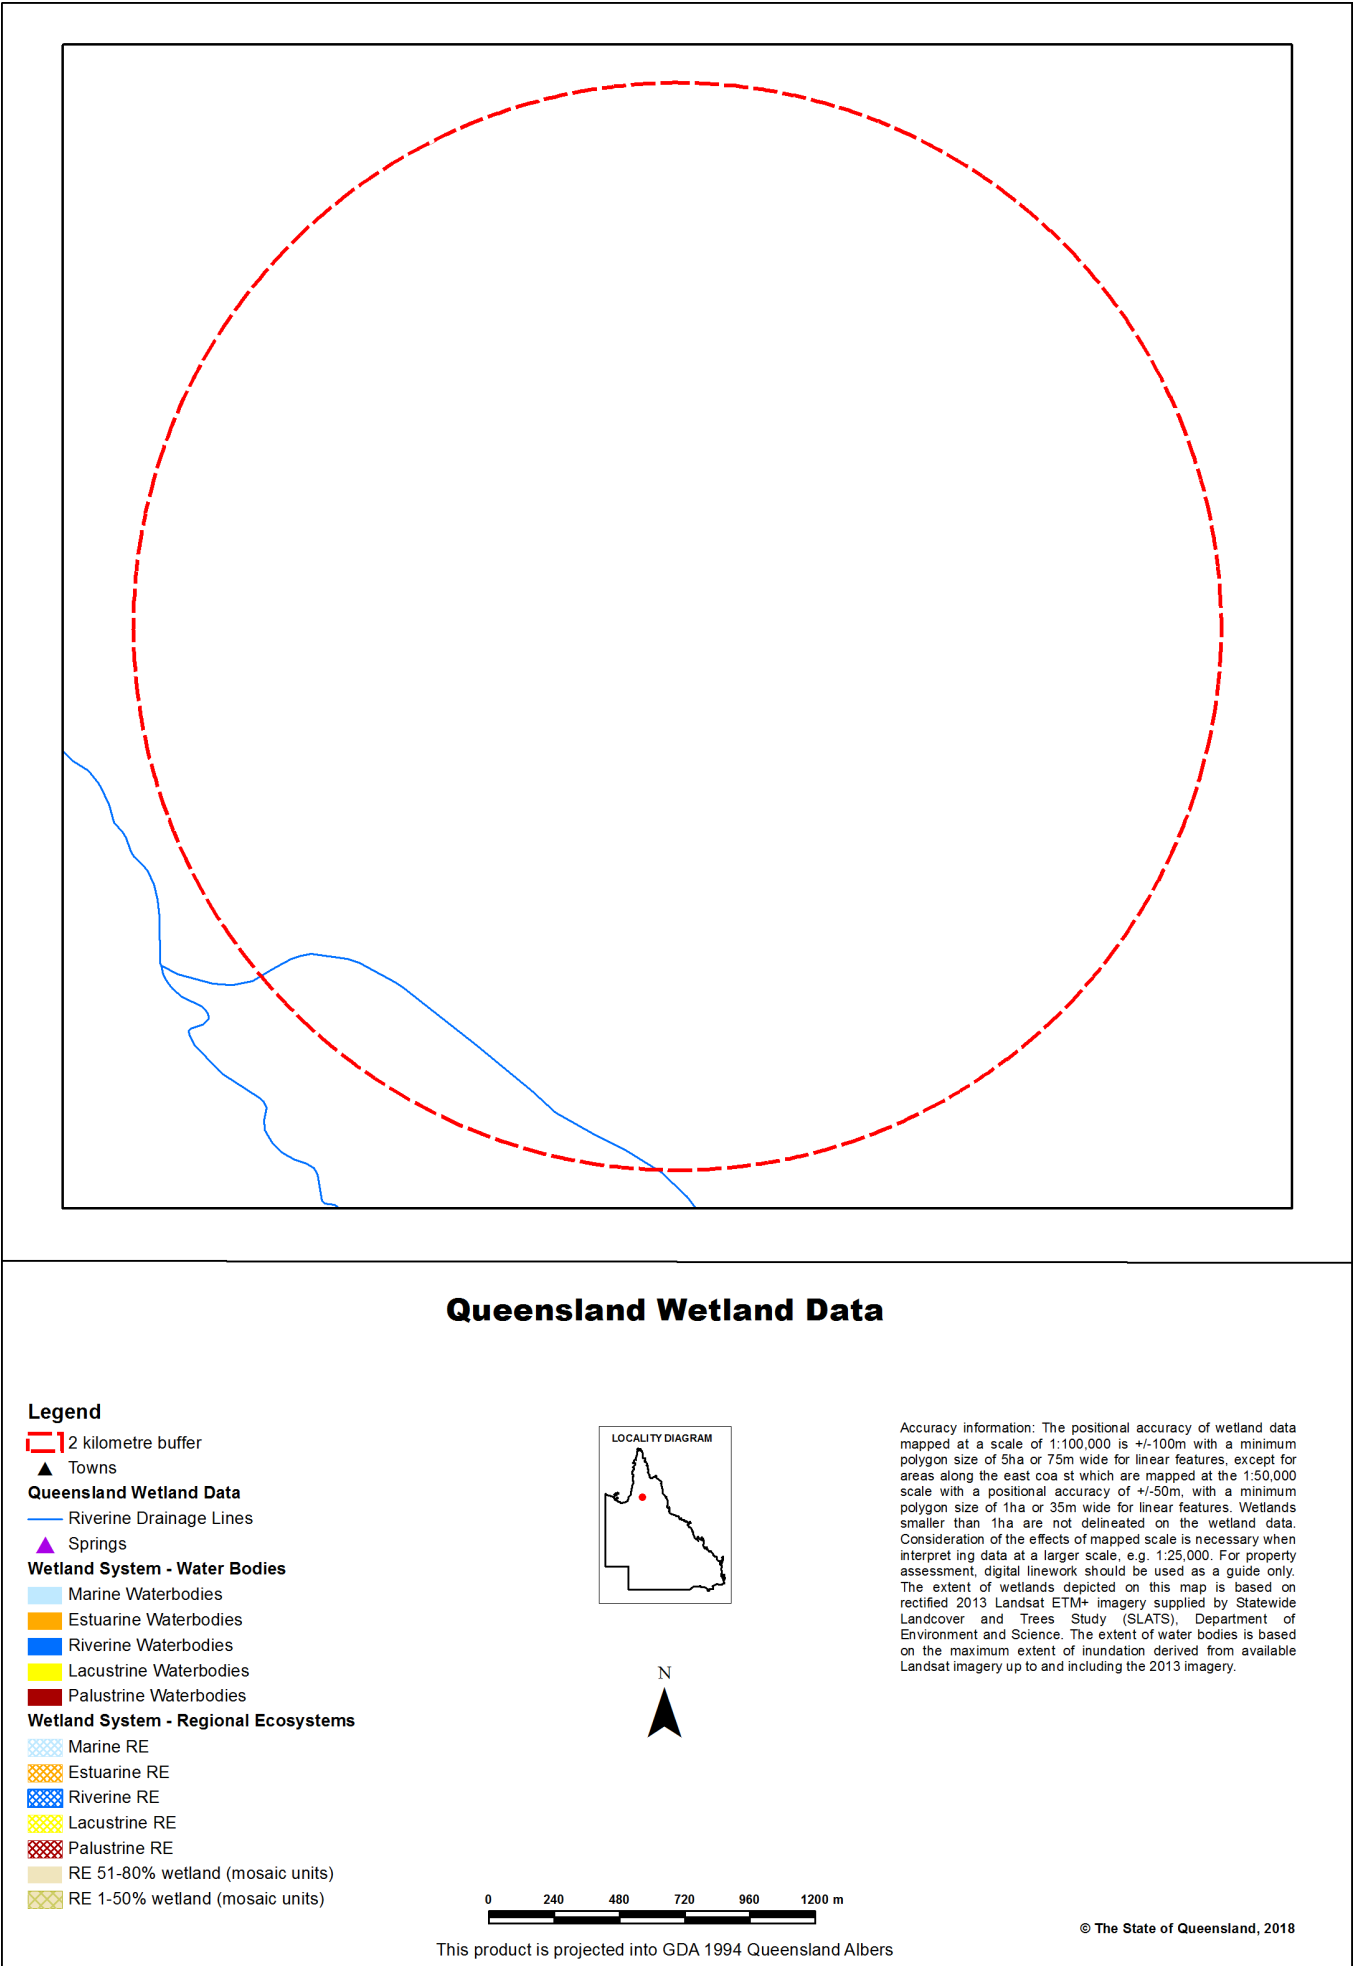 Queensland Wetland Data
Legend
2 kilometre buffer
Towns
Queensland Wetland Data
Riverine Drainage Lines
Springs
Wetland System - Water Bodies
Marine Waterbodies
Estuarine Waterbodies
Riverine Waterbodies
Lacustrine Waterbodies
Palustrine Waterbodies
Wetland System - Regional Ecosystems
Marine RE
Estuarine RE
Riverine RE
Lacustrine RE
Palustrine RE
RE 51-80% wetland (mosaic units)
RE 1-50% wetland (mosaic units)
LOCALITY DIAGRAM
N
0 240 480 720 960 1200 m
This product is projected into GDA 1994 Queensland Albers
Accuracy information: The positional accuracy of wetland data
mapped at a scale of 1:100,000 is +/-100m with a minimum
polygon size of 5ha or 75m wide for linear features, except for
areas along the east coa st which are mapped at the 1:50,000
scale with a positional accuracy of +/-50m, with a minimum
polygon size of 1ha or 35m wide for linear features. Wetlands
smaller than 1ha are not delineated on the wetland data.
Consideration of the effects of mapped scale is necessary when
interpret ing data at a larger scale, e.g. 1:25,000. For property
assessment, digital linework should be used as a guide only.
The extent of wetlands depicted on this map is based on
rectified 2013 Landsat ETM+ imagery supplied by Statewide
Landcover and Trees Study (SLATS), Department of
Environment and Science. The extent of water bodies is based
on the maximum extent of inundation derived from available
Landsat imagery up to and including the 2013 imagery.
© The State of Queensland, 2018